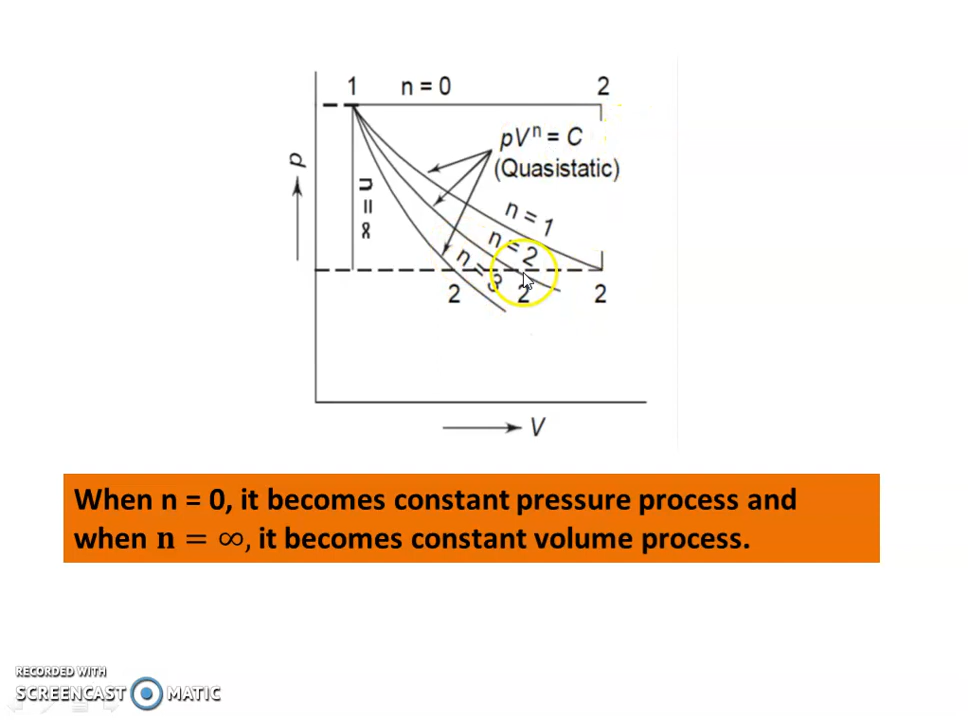 1 n = 0 2
pVⁿ = C
(Quasistatic)
p
n = ∞
n = 1
n = 2
n = 3
2 2 2
V
When n = 0, it becomes constant pressure process and
when n = ∞, it becomes constant volume process.
RECORDED WITH
SCREENCAST MATIC